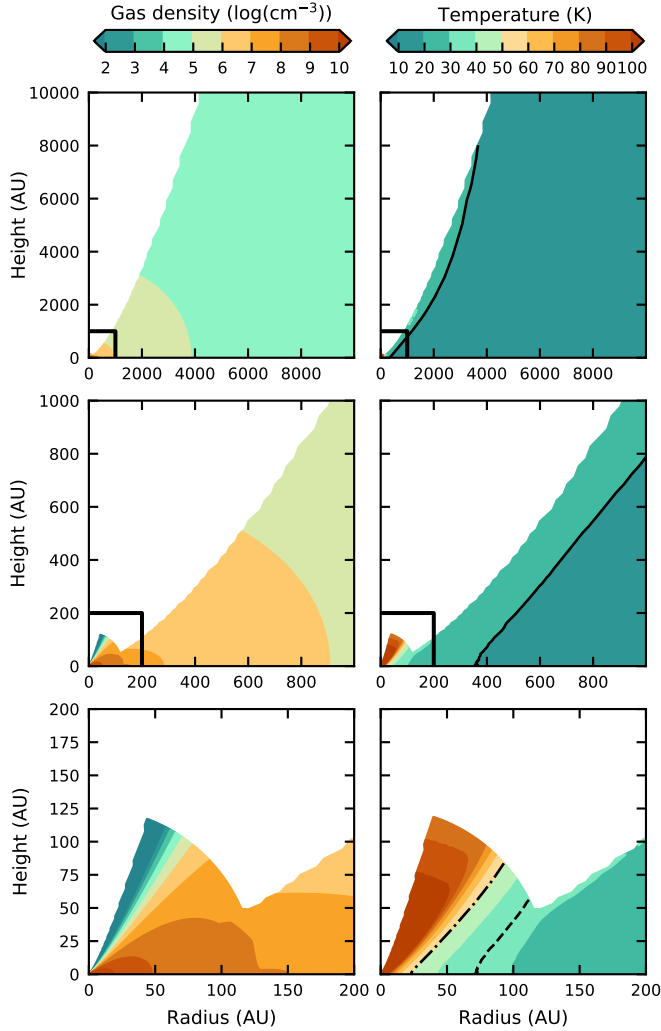 Gas density (log(cm⁻³)) Temperature (K)
2 3 4 5 6 7 8 9 10 10 20 30 40 50 60 70 80 90100
10000
8000
6000
4000
2000
0
Height (AU)
0 2000 4000 6000 8000 0 2000 4000 6000 8000
1000
800
600
400
200
0
Height (AU)
0 200 400 600 800 0 200 400 600 800
200
175
150
125
100
75
50
25
0
Height (AU)
0 50 100 150 200 0 50 100 150 200
Radius (AU) Radius (AU)